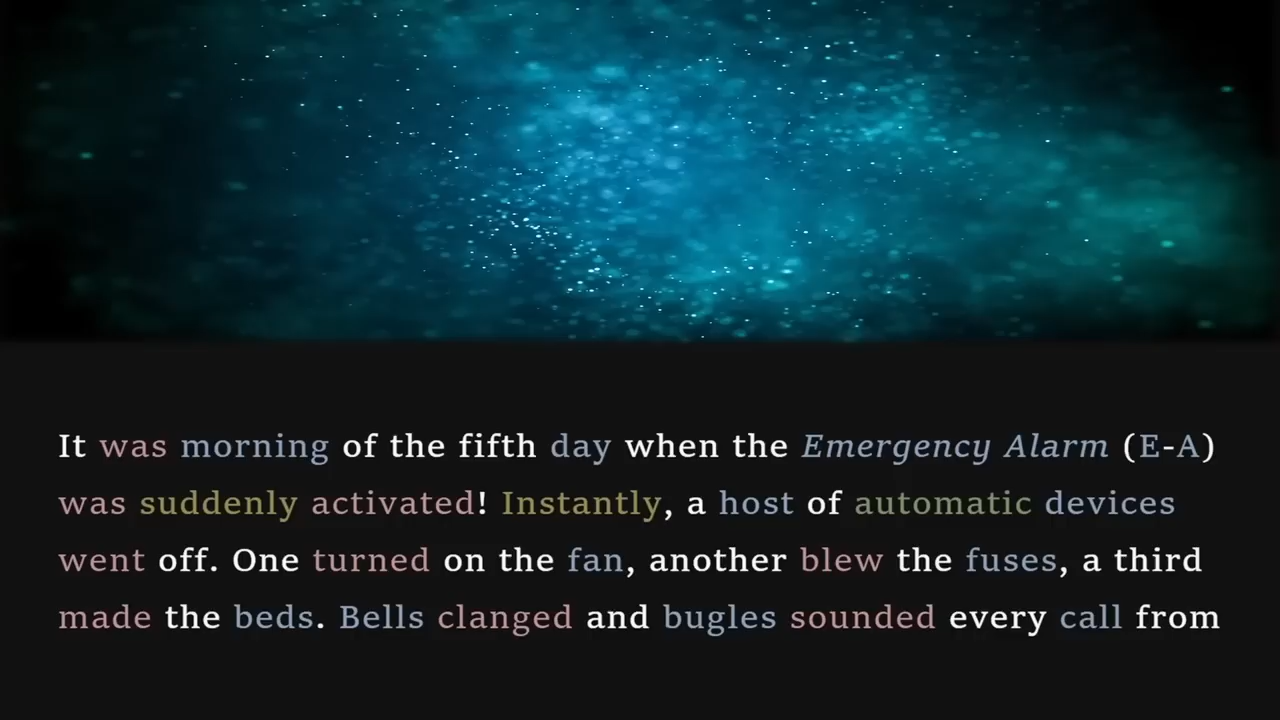 It was morning of the fifth day when the Emergency Alarm (E-A)
was suddenly activated! Instantly, a host of automatic devices
went off. One turned on the fan, another blew the fuses, a third
made the beds. Bells clanged and bugles sounded every call from